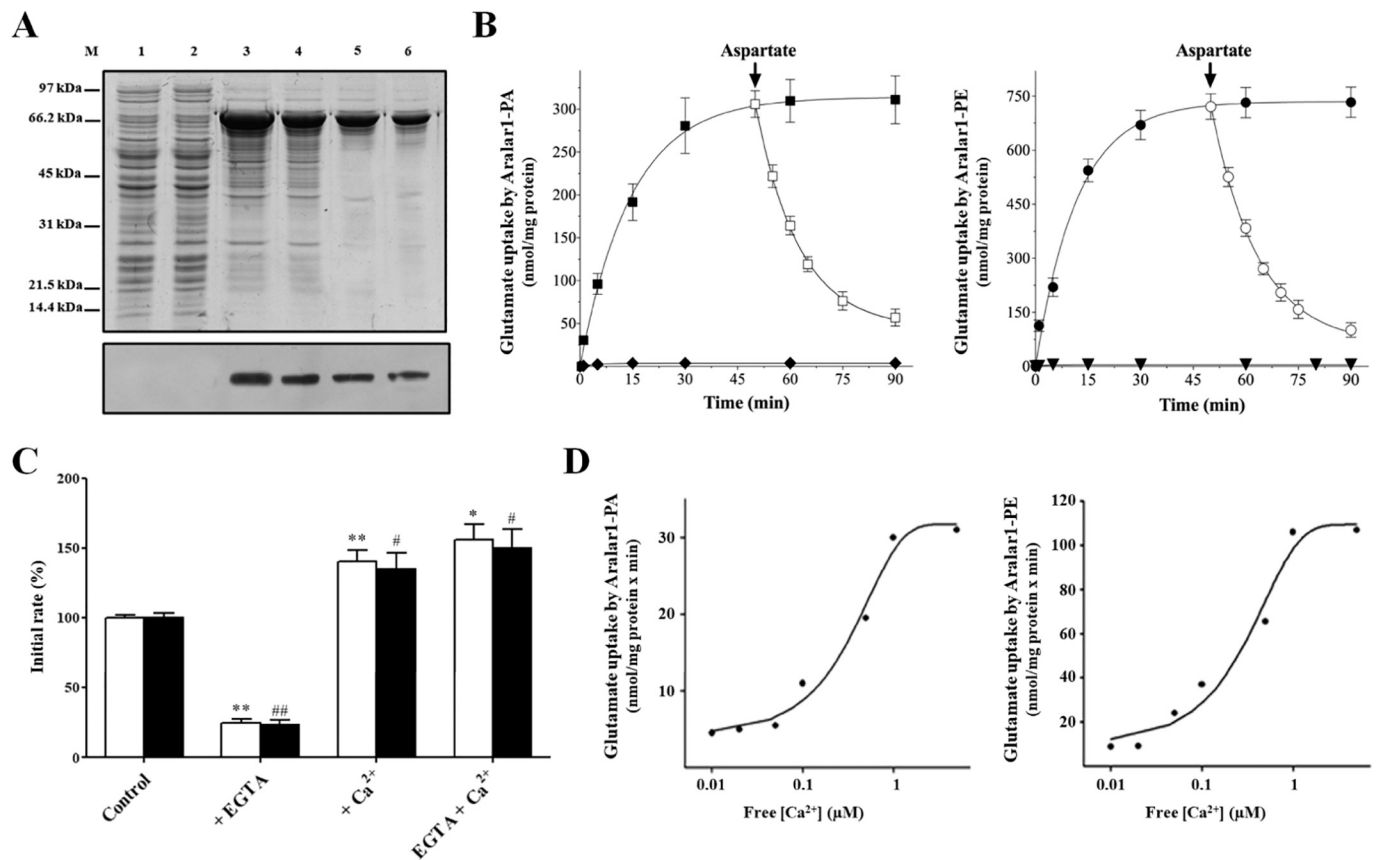 A
M 1 2 3 4 5 6
97 kDa
66.2 kDa
45 kDa
31 kDa
21.5 kDa
14.4 kDa
B
Aspartate
Glutamate uptake by Aralar1-PA
(nmol/mg protein)
300
250
200
150
100
50
0 15 30 45 60 75 90
Time (min)
Aspartate
Glutamate uptake by Aralar1-PE
(nmol/mg protein)
750
600
450
300
150
0
0 15 30 45 60 75 90
Time (min)
C
Initial rate (%)
200
150
100
50
0
** ## ** # * #
Control
+ EGTA
+ Ca²⁺
EGTA + Ca²⁺
D
Glutamate uptake by Aralar1-PA
(nmol/mg protein x min)
30
20
10
0.01 0.1 1
Free [Ca²⁺] (µM)
Glutamate uptake by Aralar1-PE
(nmol/mg protein x min)
120
100
80
60
40
20
0.01 0.1 1
Free [Ca²⁺] (µM)